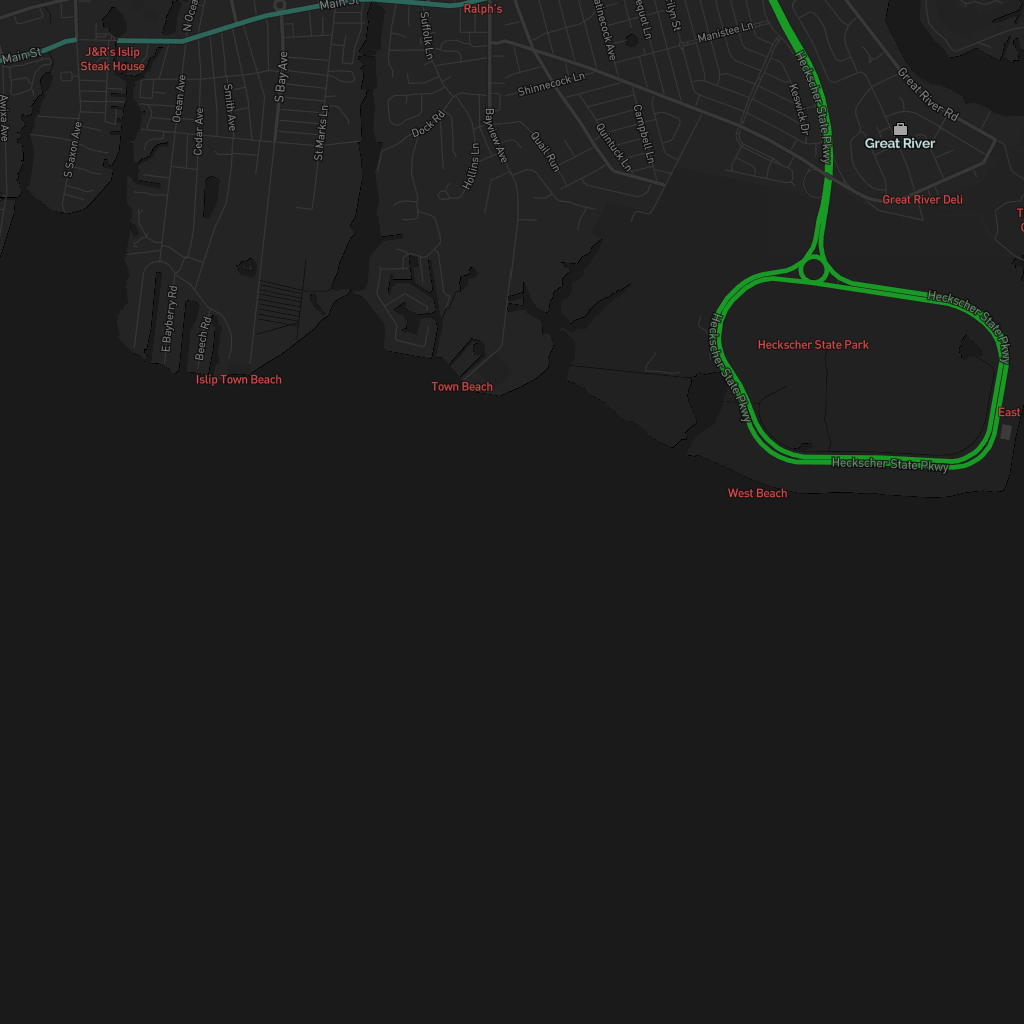 Main St
Ralph's
Main St
J&R's Islip
Steak House
N Ocea
Suffolk Ln
Manistee Ln
Heckscher State Pkwy
Great River Rd
S Bay Ave
Ocean Ave
Smith Ave
Cedar Ave
Awixa Ave
S Saxon Ave
St Marks Ln
Dock Rd
Bayview Ave
Hollins Ln
Shinnecock Ln
Quail Run
Quintuck Ln
Campbell Ln
Keswick Dr
Great River
Great River Deli
E Bayberry Rd
Beech Rd
Islip Town Beach
Town Beach
Heckscher State Pkwy
Heckscher State Pkwy
Heckscher State Park
East
Heckscher State Pkwy
West Beach